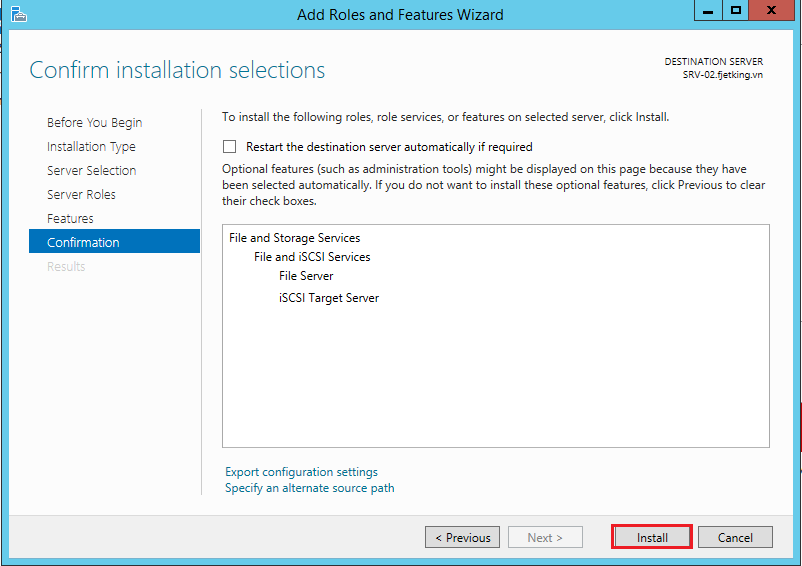 Add Roles and Features Wizard
Confirm installation selections
DESTINATION SERVER
SRV-02.fjetking.vn
Before You Begin
Installation Type
Server Selection
Server Roles
Features
Confirmation
Results
To install the following roles, role services, or features on selected server, click Install.
Restart the destination server automatically if required
Optional features (such as administration tools) might be displayed on this page because they have
been selected automatically. If you do not want to install these optional features, click Previous to clear
their check boxes.
File and Storage Services
File and iSCSI Services
File Server
iSCSI Target Server
Export configuration settings
Specify an alternate source path
< Previous
Next >
Install
Cancel